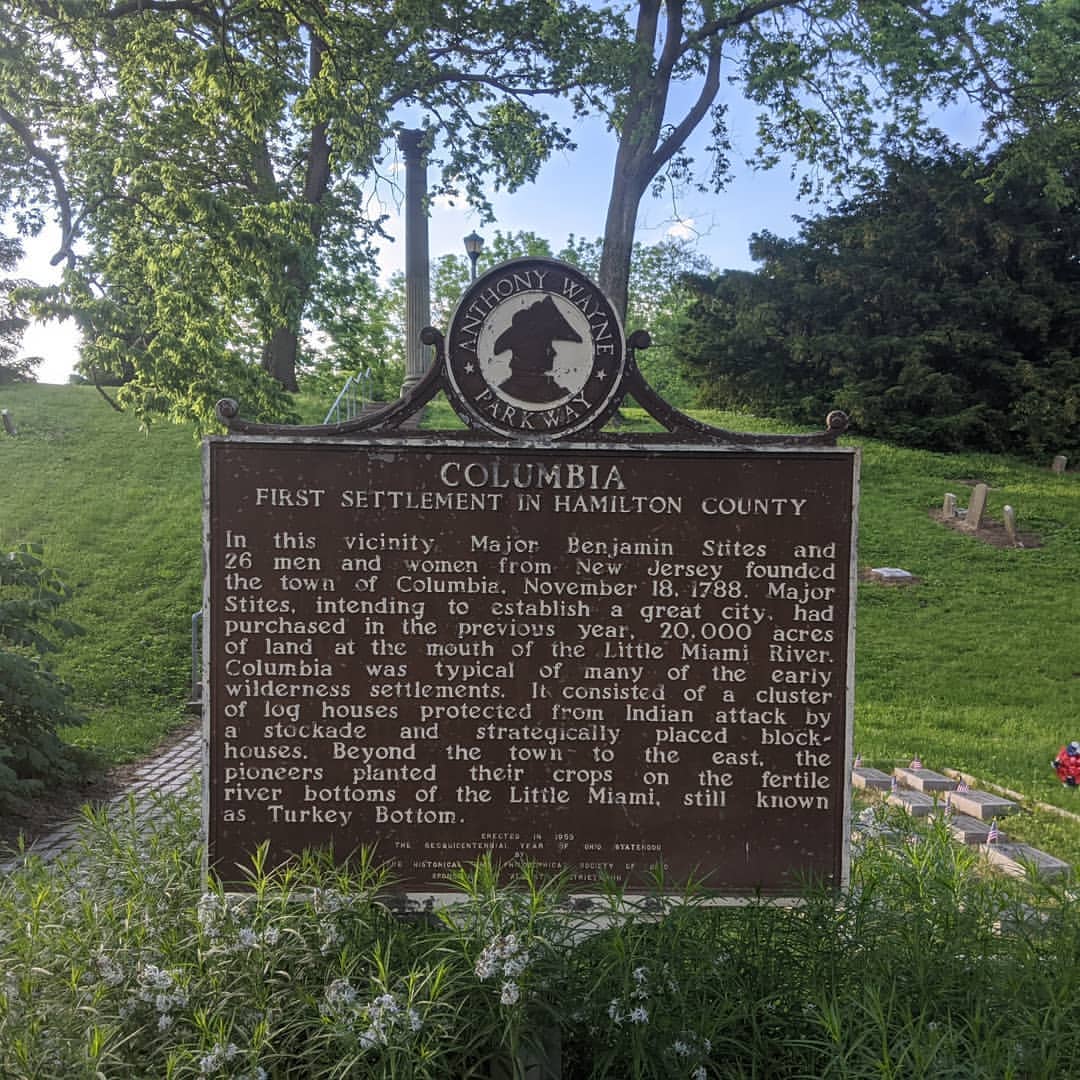 ANTHONY WAYNE
PARKWAY
COLUMBIA
FIRST SETTLEMENT IN HAMILTON COUNTY
In this vicinity, Major Benjamin Stites and
26 men and women from New Jersey founded
the town of Columbia, November 18, 1788. Major
Stites, intending to establish a great city, had
purchased in the previous year, 20,000 acres
of land at the mouth of the Little Miami River.
Columbia was typical of many of the early
wilderness settlements. It consisted of a cluster
of log houses protected from Indian attack by
a stockade and strategically placed block-
houses. Beyond the town to the east, the
pioneers planted their crops on the fertile
river bottoms of the Little Miami, still known
as Turkey Bottom.
ERECTED IN 1953
THE SESQUICENTENNIAL YEAR OF OHIO STATEHOOD
BY
HISTORICAL PHILOSOPHICAL SOCIETY OF